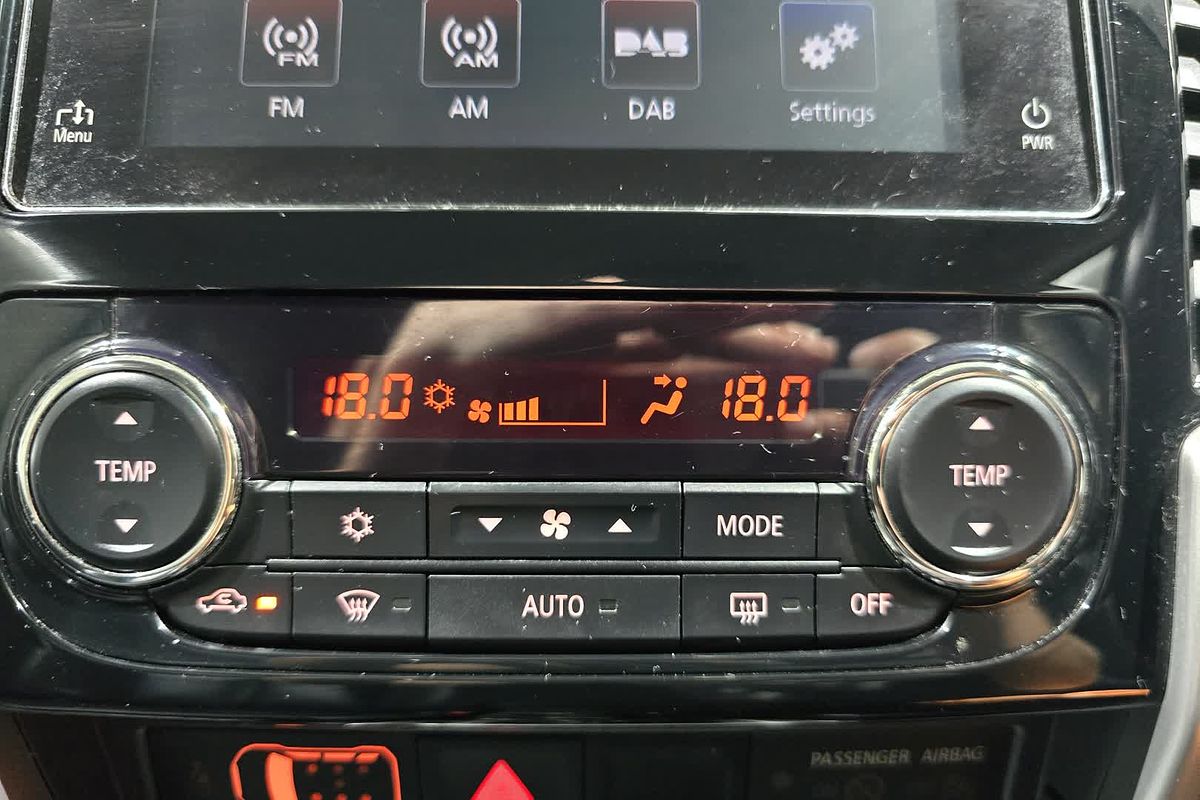 FM
AM
DAB
FM
AM
DAB
Settings
Menu
PWR
18.0
18.0
TEMP
TEMP
MODE
AUTO
OFF
PASSENGER AIRBAG